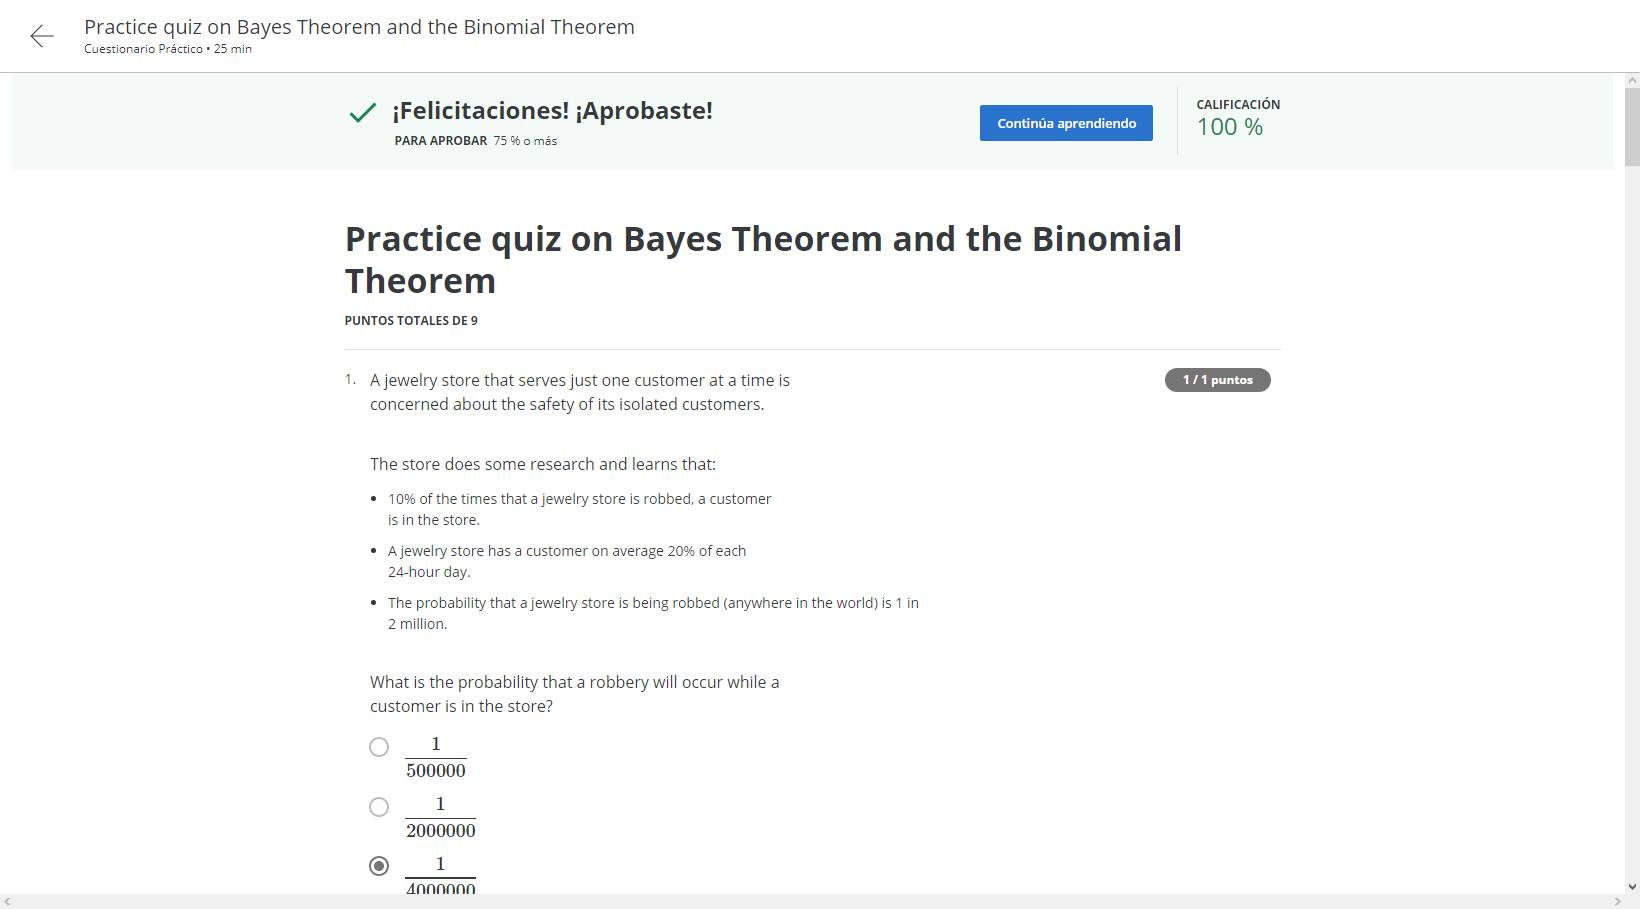 Practice quiz on Bayes Theorem and the Binomial Theorem
Cuestionario Práctico • 25 min
¡Felicitaciones! ¡Aprobaste!
PARA APROBAR 75 % o más
Continúa aprendiendo
CALIFICACIÓN
100 %
Practice quiz on Bayes Theorem and the Binomial
Theorem
PUNTOS TOTALES DE 9
1. A jewelry store that serves just one customer at a time is
concerned about the safety of its isolated customers.
1 / 1 puntos
The store does some research and learns that:
• 10% of the times that a jewelry store is robbed, a customer
is in the store.
• A jewelry store has a customer on average 20% of each
24-hour day.
• The probability that a jewelry store is being robbed (anywhere in the world) is 1 in
2 million.
What is the probability that a robbery will occur while a
customer is in the store?
1
500000
1
2000000
1
4000000